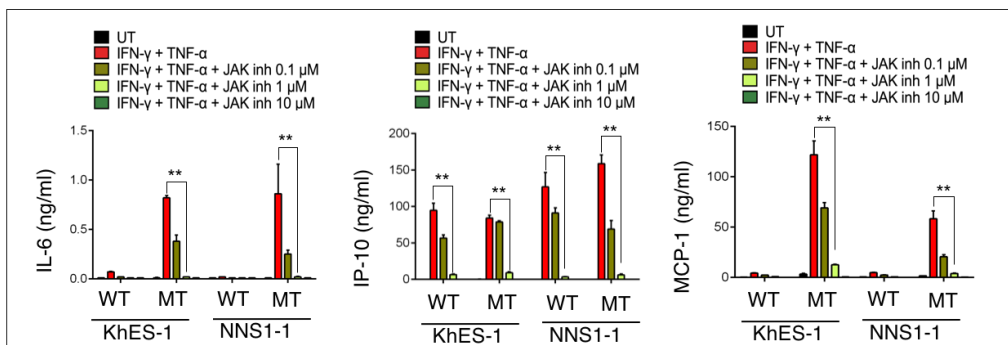 UT
IFN-γ + TNF-α
IFN-γ + TNF-α + JAK inh 0.1 μM
IFN-γ + TNF-α + JAK inh 1 μM
IFN-γ + TNF-α + JAK inh 10 μM
IL-6 (ng/ml)
1.5
1.0
0.5
0.0
**
**
WT MT WT MT
KhES-1 NNS1-1
UT
IFN-γ + TNF-α
IFN-γ + TNF-α + JAK inh 0.1 μM
IFN-γ + TNF-α + JAK inh 1 μM
IFN-γ + TNF-α + JAK inh 10 μM
IP-10 (ng/ml)
200
150
100
50
0
**
**
**
**
WT MT WT MT
KhES-1 NNS1-1
UT
IFN-γ + TNF-α
IFN-γ + TNF-α + JAK inh 0.1 μM
IFN-γ + TNF-α + JAK inh 1 μM
IFN-γ + TNF-α + JAK inh 10 μM
MCP-1 (ng/ml)
150
100
50
0
**
**
WT MT WT MT
KhES-1 NNS1-1